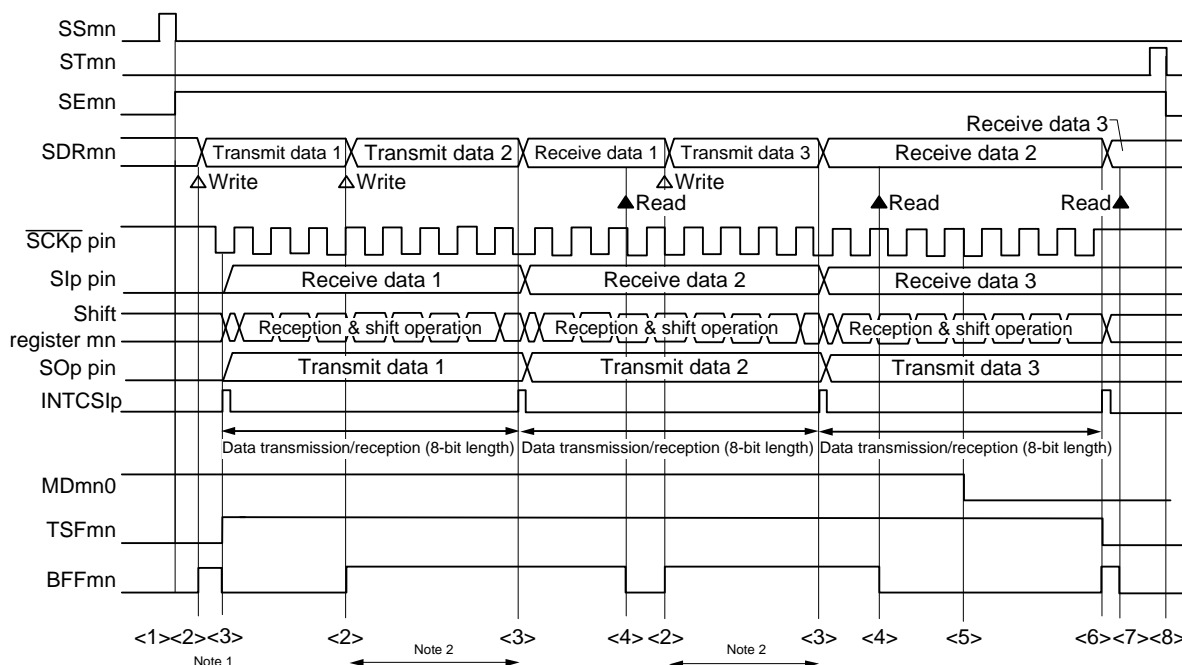 SSmn
STmn
SEmn
Receive data 3
SDRmn
Transmit data 1
Transmit data 2
Receive data 1
Transmit data 3
Receive data 2
Write
Write
Write
Read
Read
Read
SCKp pin
SIp pin
Receive data 1
Receive data 2
Receive data 3
Shift
register mn
Reception & shift operation
Reception & shift operation
Reception & shift operation
SOp pin
Transmit data 1
Transmit data 2
Transmit data 3
INTCSIp
Data transmission/reception (8-bit length)
Data transmission/reception (8-bit length)
Data transmission/reception (8-bit length)
MDmn0
TSFmn
BFFmn
<1> <2> <3> <2> <3> <4> <2> <3> <4> <5> <6> <7> <8>
Note 1
Note 2
Note 2